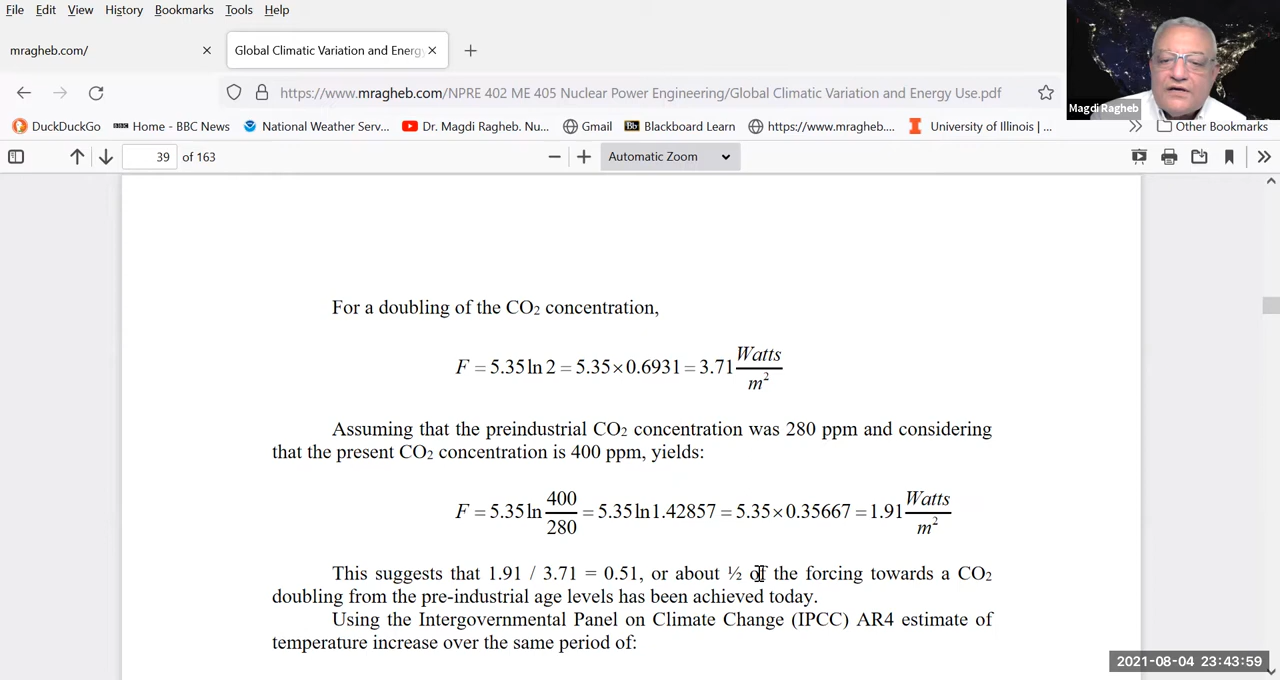 File Edit View History Bookmarks Tools Help
mragheb.com/ Global Climatic Variation and Energ
https://www.mragheb.com/NPRE 402 ME 405 Nuclear Power Engineering/Global Climatic Variation and Energy Use.pdf
Magdi Ragheb
DuckDuckGo BBC Home - BBC News National Weather Serv... Dr. Magdi Ragheb. Nu... Gmail Bb Blackboard Learn https://www.mragheb.... I University of Illinois |... Other Bookmarks
39 of 163 Automatic Zoom
For a doubling of the CO₂ concentration,
F = 5.35 ln 2 = 5.35 × 0.6931 = 3.71 Watts/m²
Assuming that the preindustrial CO₂ concentration was 280 ppm and considering
that the present CO₂ concentration is 400 ppm, yields:
F = 5.35 ln 400/280 = 5.35 ln 1.42857 = 5.35 × 0.35667 = 1.91 Watts/m²
This suggests that 1.91 / 3.71 = 0.51, or about ½ of the forcing towards a CO₂
doubling from the pre-industrial age levels has been achieved today.
Using the Intergovernmental Panel on Climate Change (IPCC) AR4 estimate of
temperature increase over the same period of:
2021-08-04 23:43:59